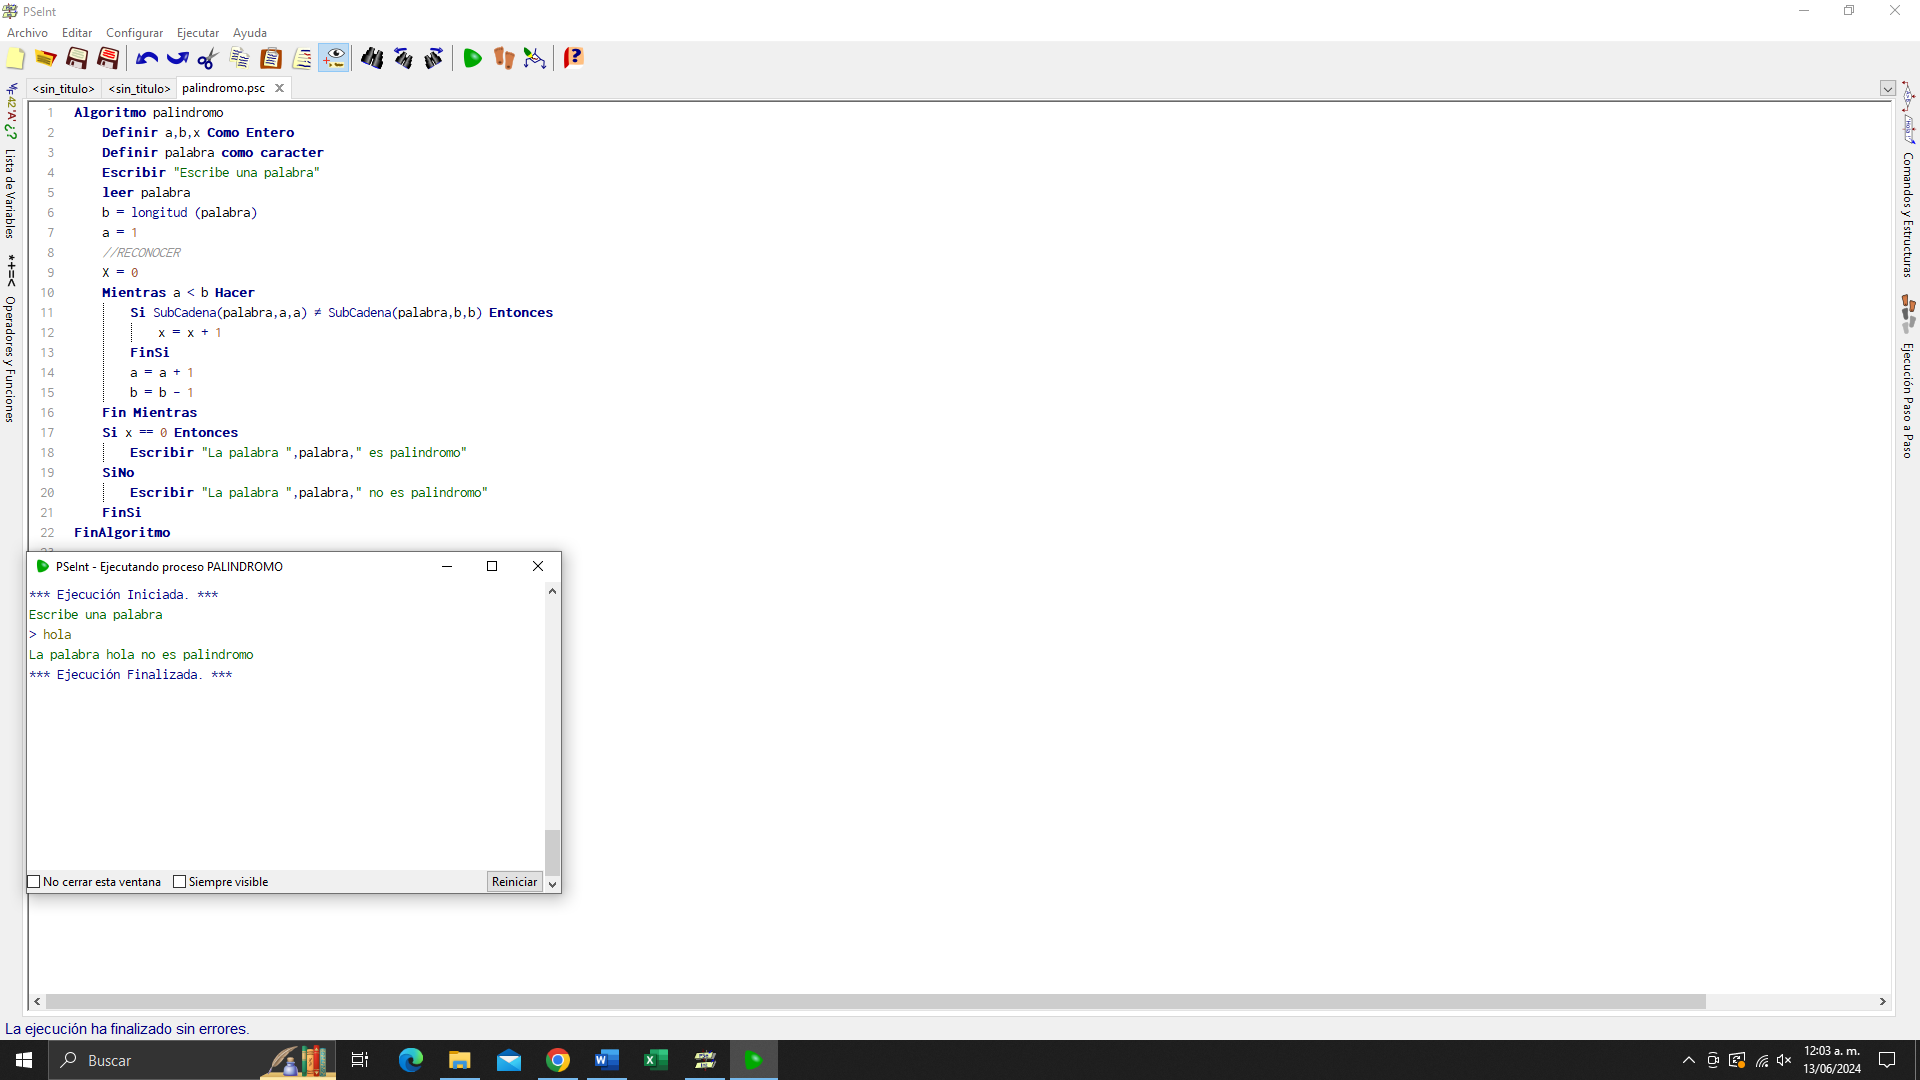 PSeInt
Archivo Editar Configurar Ejecutar Ayuda
<sin_titulo> <sin_titulo> palindromo.psc
1 Algoritmo palindromo
2 Definir a,b,x Como Entero
3 Definir palabra como caracter
4 Escribir "Escribe una palabra"
5 leer palabra
6 b = longitud (palabra)
7 a = 1
8 //RECONOCER
9 X = 0
10 Mientras a < b Hacer
11 Si SubCadena(palabra,a,a) ≠ SubCadena(palabra,b,b) Entonces
12 x = x + 1
13 FinSi
14 a = a + 1
15 b = b - 1
16 Fin Mientras
17 Si x == 0 Entonces
18 Escribir "La palabra ",palabra," es palindromo"
19 SiNo
20 Escribir "La palabra ",palabra," no es palindromo"
21 FinSi
22 FinAlgoritmo
Lista de Variables
*+=<
Operadores y Funciones
Comandos y Estructuras
Ejecución Paso a Paso
PSeInt - Ejecutando proceso PALINDROMO
*** Ejecución Iniciada. ***
Escribe una palabra
> hola
La palabra hola no es palindromo
*** Ejecución Finalizada. ***
No cerrar esta ventana Siempre visible Reiniciar
La ejecución ha finalizado sin errores.
Buscar
12:03 a. m.
13/06/2024